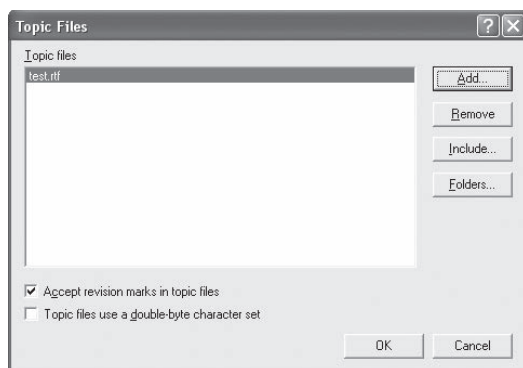 Topic Files
Topic files
test.rtf
Add...
Remove
Include...
Folders...
Accept revision marks in topic files
Topic files use a double-byte character set
OK
Cancel